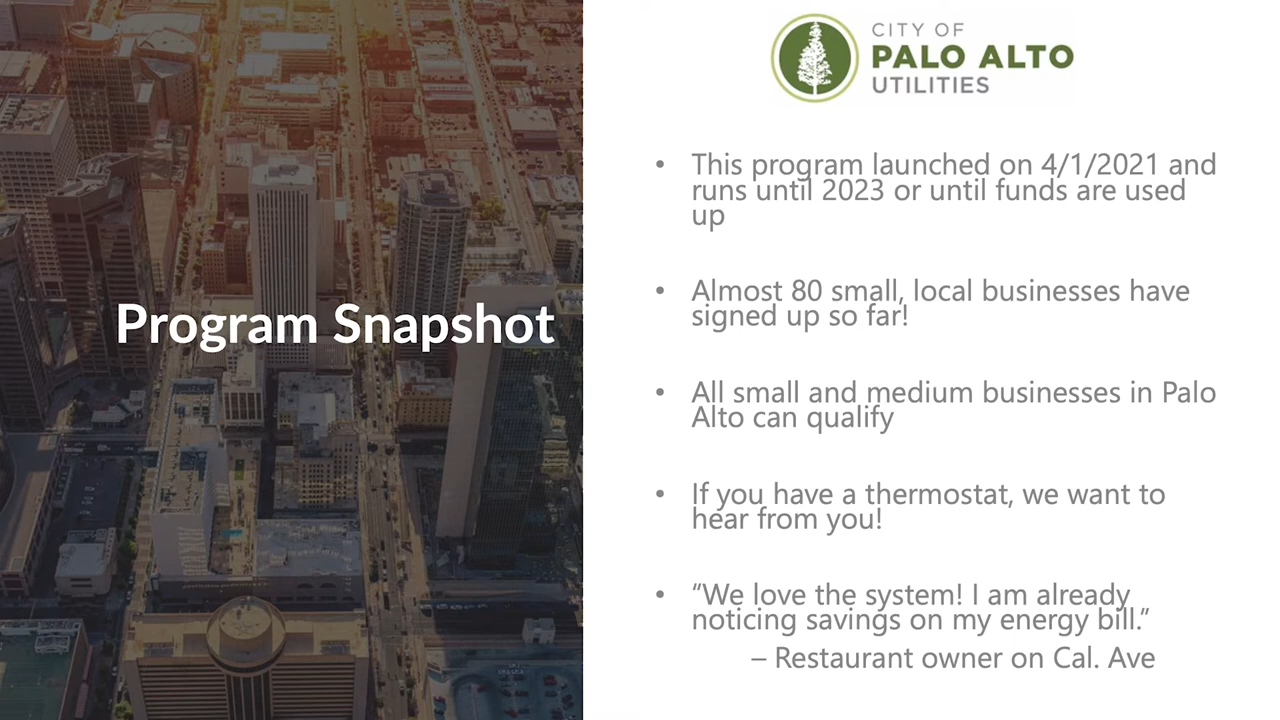 Program Snapshot
CITY OF
PALO ALTO
UTILITIES
• This program launched on 4/1/2021 and
runs until 2023 or until funds are used
up
• Almost 80 small, local businesses have
signed up so far!
• All small and medium businesses in Palo
Alto can qualify
• If you have a thermostat, we want to
hear from you!
• “We love the system! I am already
noticing savings on my energy bill.”
– Restaurant owner on Cal. Ave